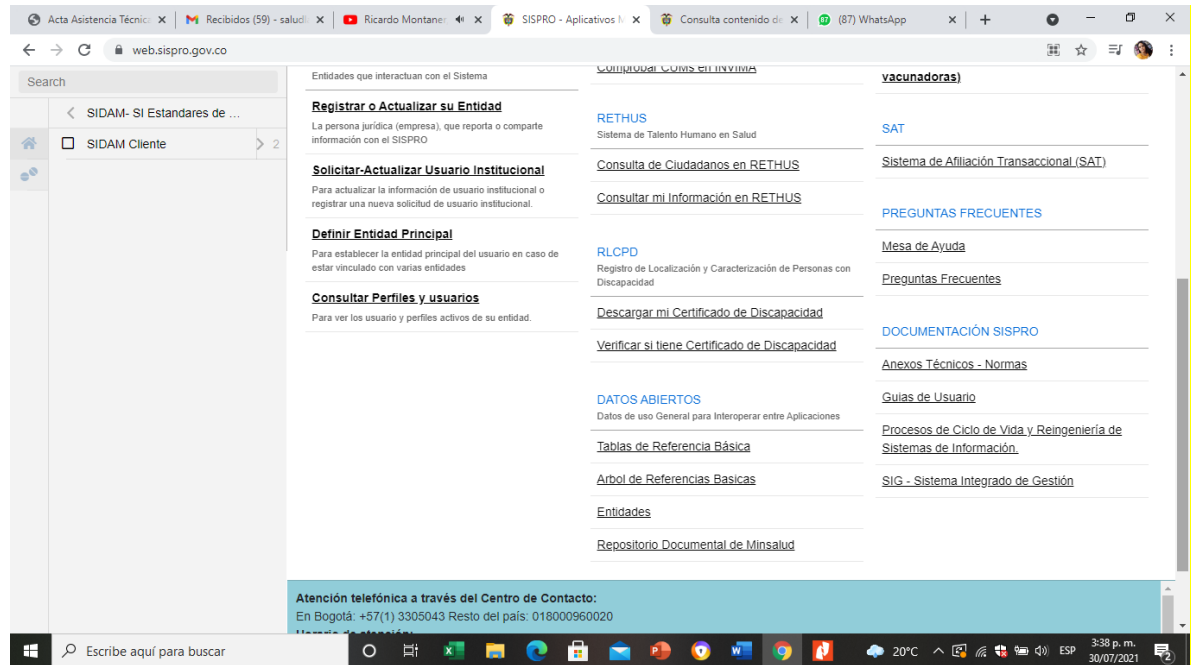 Acta Asistencia Técnic
Recibidos (59) - salud
Ricardo Montaner
SISPRO - Aplicativos M
Consulta contenido de
(87) WhatsApp
web.sispro.gov.co
Search
SIDAM- SI Estandares de ...
SIDAM Cliente
2
Entidades que interactuan con el Sistema
Registrar o Actualizar su Entidad
La persona jurídica (empresa), que reporta o comparte
información con el SISPRO
Solicitar-Actualizar Usuario Institucional
Para actualizar la información de usuario institucional o
registrar una nueva solicitud de usuario institucional.
Definir Entidad Principal
Para establecer la entidad principal del usuario en caso de
estar vinculado con varias entidades
Consultar Perfiles y usuarios
Para ver los usuario y perfiles activos de su entidad.
Comprobar CUMs en INVIMA
RETHUS
Sistema de Talento Humano en Salud
Consulta de Ciudadanos en RETHUS
Consultar mi Información en RETHUS
RLCPD
Registro de Localización y Caracterización de Personas con
Discapacidad
Descargar mi Certificado de Discapacidad
Verificar si tiene Certificado de Discapacidad
DATOS ABIERTOS
Datos de uso General para Interoperar entre Aplicaciones
Tablas de Referencia Básica
Arbol de Referencias Basicas
Entidades
Repositorio Documental de Minsalud
vacunadoras)
SAT
Sistema de Afiliación Transaccional (SAT)
PREGUNTAS FRECUENTES
Mesa de Ayuda
Preguntas Frecuentes
DOCUMENTACIÓN SISPRO
Anexos Técnicos - Normas
Guias de Usuario
Procesos de Ciclo de Vida y Reingeniería de
Sistemas de Información.
SIG - Sistema Integrado de Gestión
Atención telefónica a través del Centro de Contacto:
En Bogotá: +57(1) 3305043 Resto del país: 018000960020
Horario de atención:
Escribe aquí para buscar
20°C
ESP
3:38 p. m.
30/07/2021
2